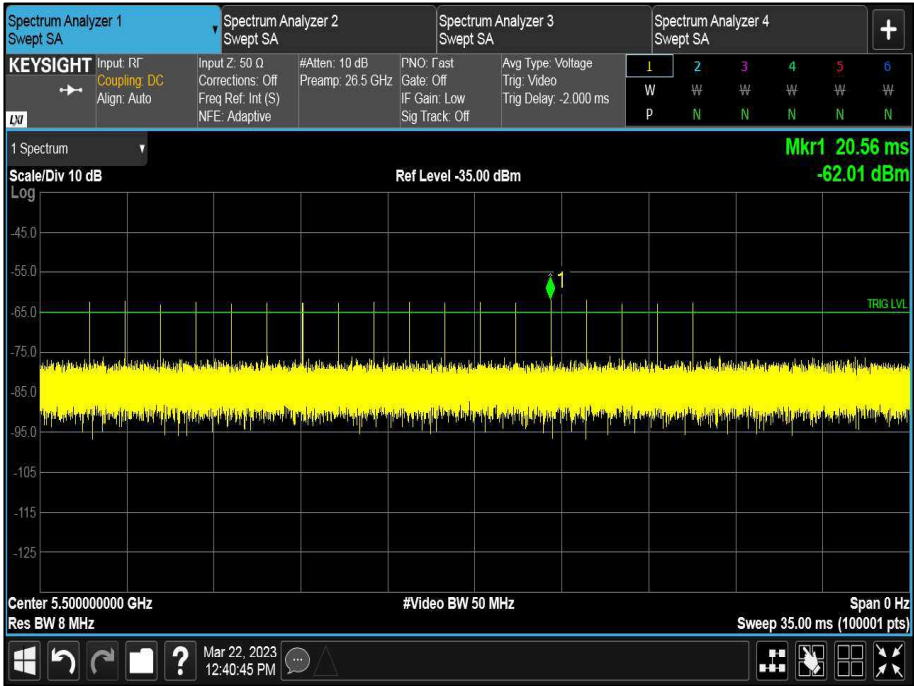 Spectrum Analyzer 1
Swept SA
Spectrum Analyzer 2
Swept SA
Spectrum Analyzer 3
Swept SA
Spectrum Analyzer 4
Swept SA
KEYSIGHT
LXI
Input: RF
Coupling: DC
Align: Auto
Input Z: 50 Ω
Corrections: Off
Freq Ref: Int (S)
NFE: Adaptive
#Atten: 10 dB
Preamp: 26.5 GHz
PNO: Fast
Gate: Off
IF Gain: Low
Sig Track: Off
Avg Type: Voltage
Trig: Video
Trig Delay: -2.000 ms
1 2 3 4 5 6
W W W W W W
P N N N N N
1 Spectrum
Mkr1 20.56 ms
Scale/Div 10 dB
Ref Level -35.00 dBm
-62.01 dBm
Log
-45.0
-55.0
1
TRIG LVL
-65.0
-75.0
-85.0
-95.0
-105
-115
-125
Center 5.500000000 GHz
#Video BW 50 MHz
Span 0 Hz
Res BW 8 MHz
Sweep 35.00 ms (100001 pts)
?
Mar 22, 2023
12:40:45 PM